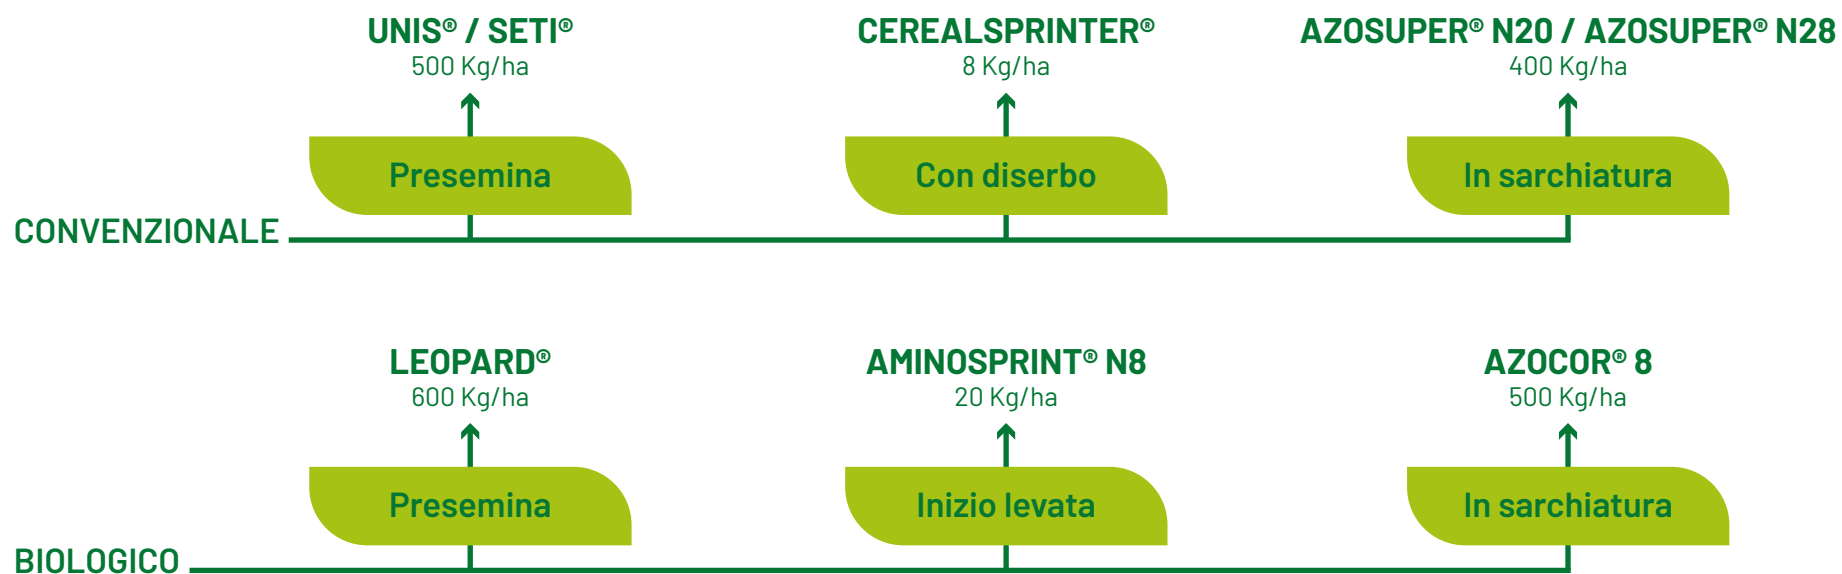 UNIS® / SETI®
500 Kg/ha
CEREALSPRINTER®
8 Kg/ha
AZOSUPER® N20 / AZOSUPER® N28
400 Kg/ha
Presemina
Con diserbo
In sarchiatura
CONVENZIONALE
LEOPARD®
600 Kg/ha
AMINOSPRINT® N8
20 Kg/ha
AZOCOR® 8
500 Kg/ha
Presemina
Inizio levata
In sarchiatura
BIOLOGICO